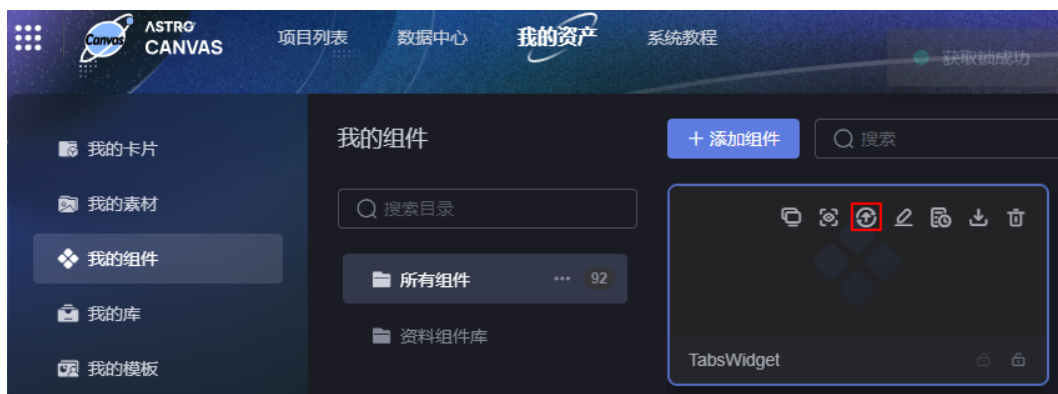 Canvas
ASTRO
CANVAS
项目列表
数据中心
我的资产
系统教程
获取锁成功
我的卡片
我的素材
我的组件
我的库
我的模板
我的组件
搜索目录
所有组件 ... 92
资料组件库
+ 添加组件
搜索
TabsWidget